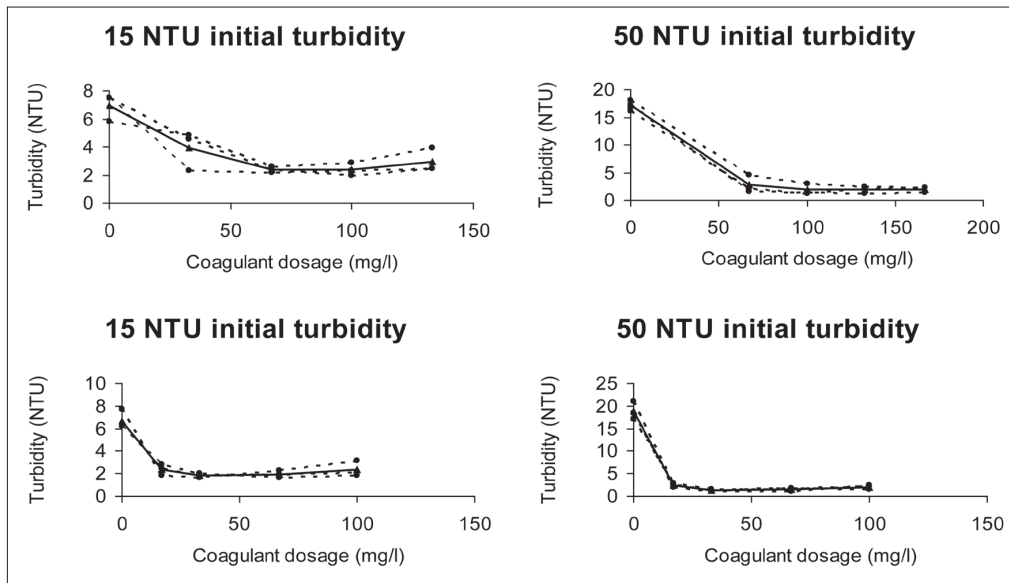 15 NTU initial turbidity
Turbidity (NTU)
8
6
4
2
0
0 50 100 150
Coagulant dosage (mg/l)
50 NTU initial turbidity
Turbidity (NTU)
20
15
10
5
0
0 50 100 150 200
Coagulant dosage (mg/l)
15 NTU initial turbidity
Turbidity (NTU)
10
8
6
4
2
0
0 50 100 150
Coagulant dosage (mg/l)
50 NTU initial turbidity
Turbidity (NTU)
25
20
15
10
5
0
0 50 100 150
Coagulant dosage (mg/l)